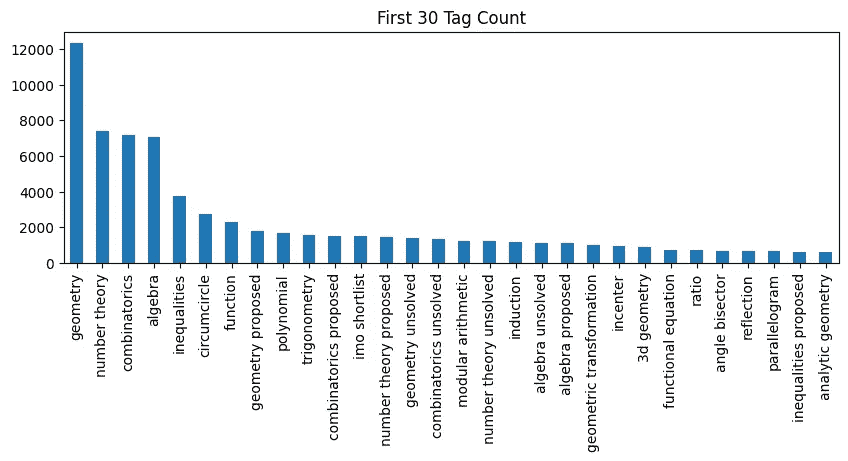 First 30 Tag Count
12000
10000
8000
6000
4000
2000
0
geometry
number theory
combinatorics
algebra
inequalities
circumcircle
function
geometry proposed
polynomial
trigonometry
combinatorics proposed
imo shortlist
number theory proposed
geometry unsolved
combinatorics unsolved
modular arithmetic
number theory unsolved
induction
algebra unsolved
algebra proposed
geometric transformation
incenter
3d geometry
functional equation
ratio
angle bisector
reflection
parallelogram
inequalities proposed
analytic geometry